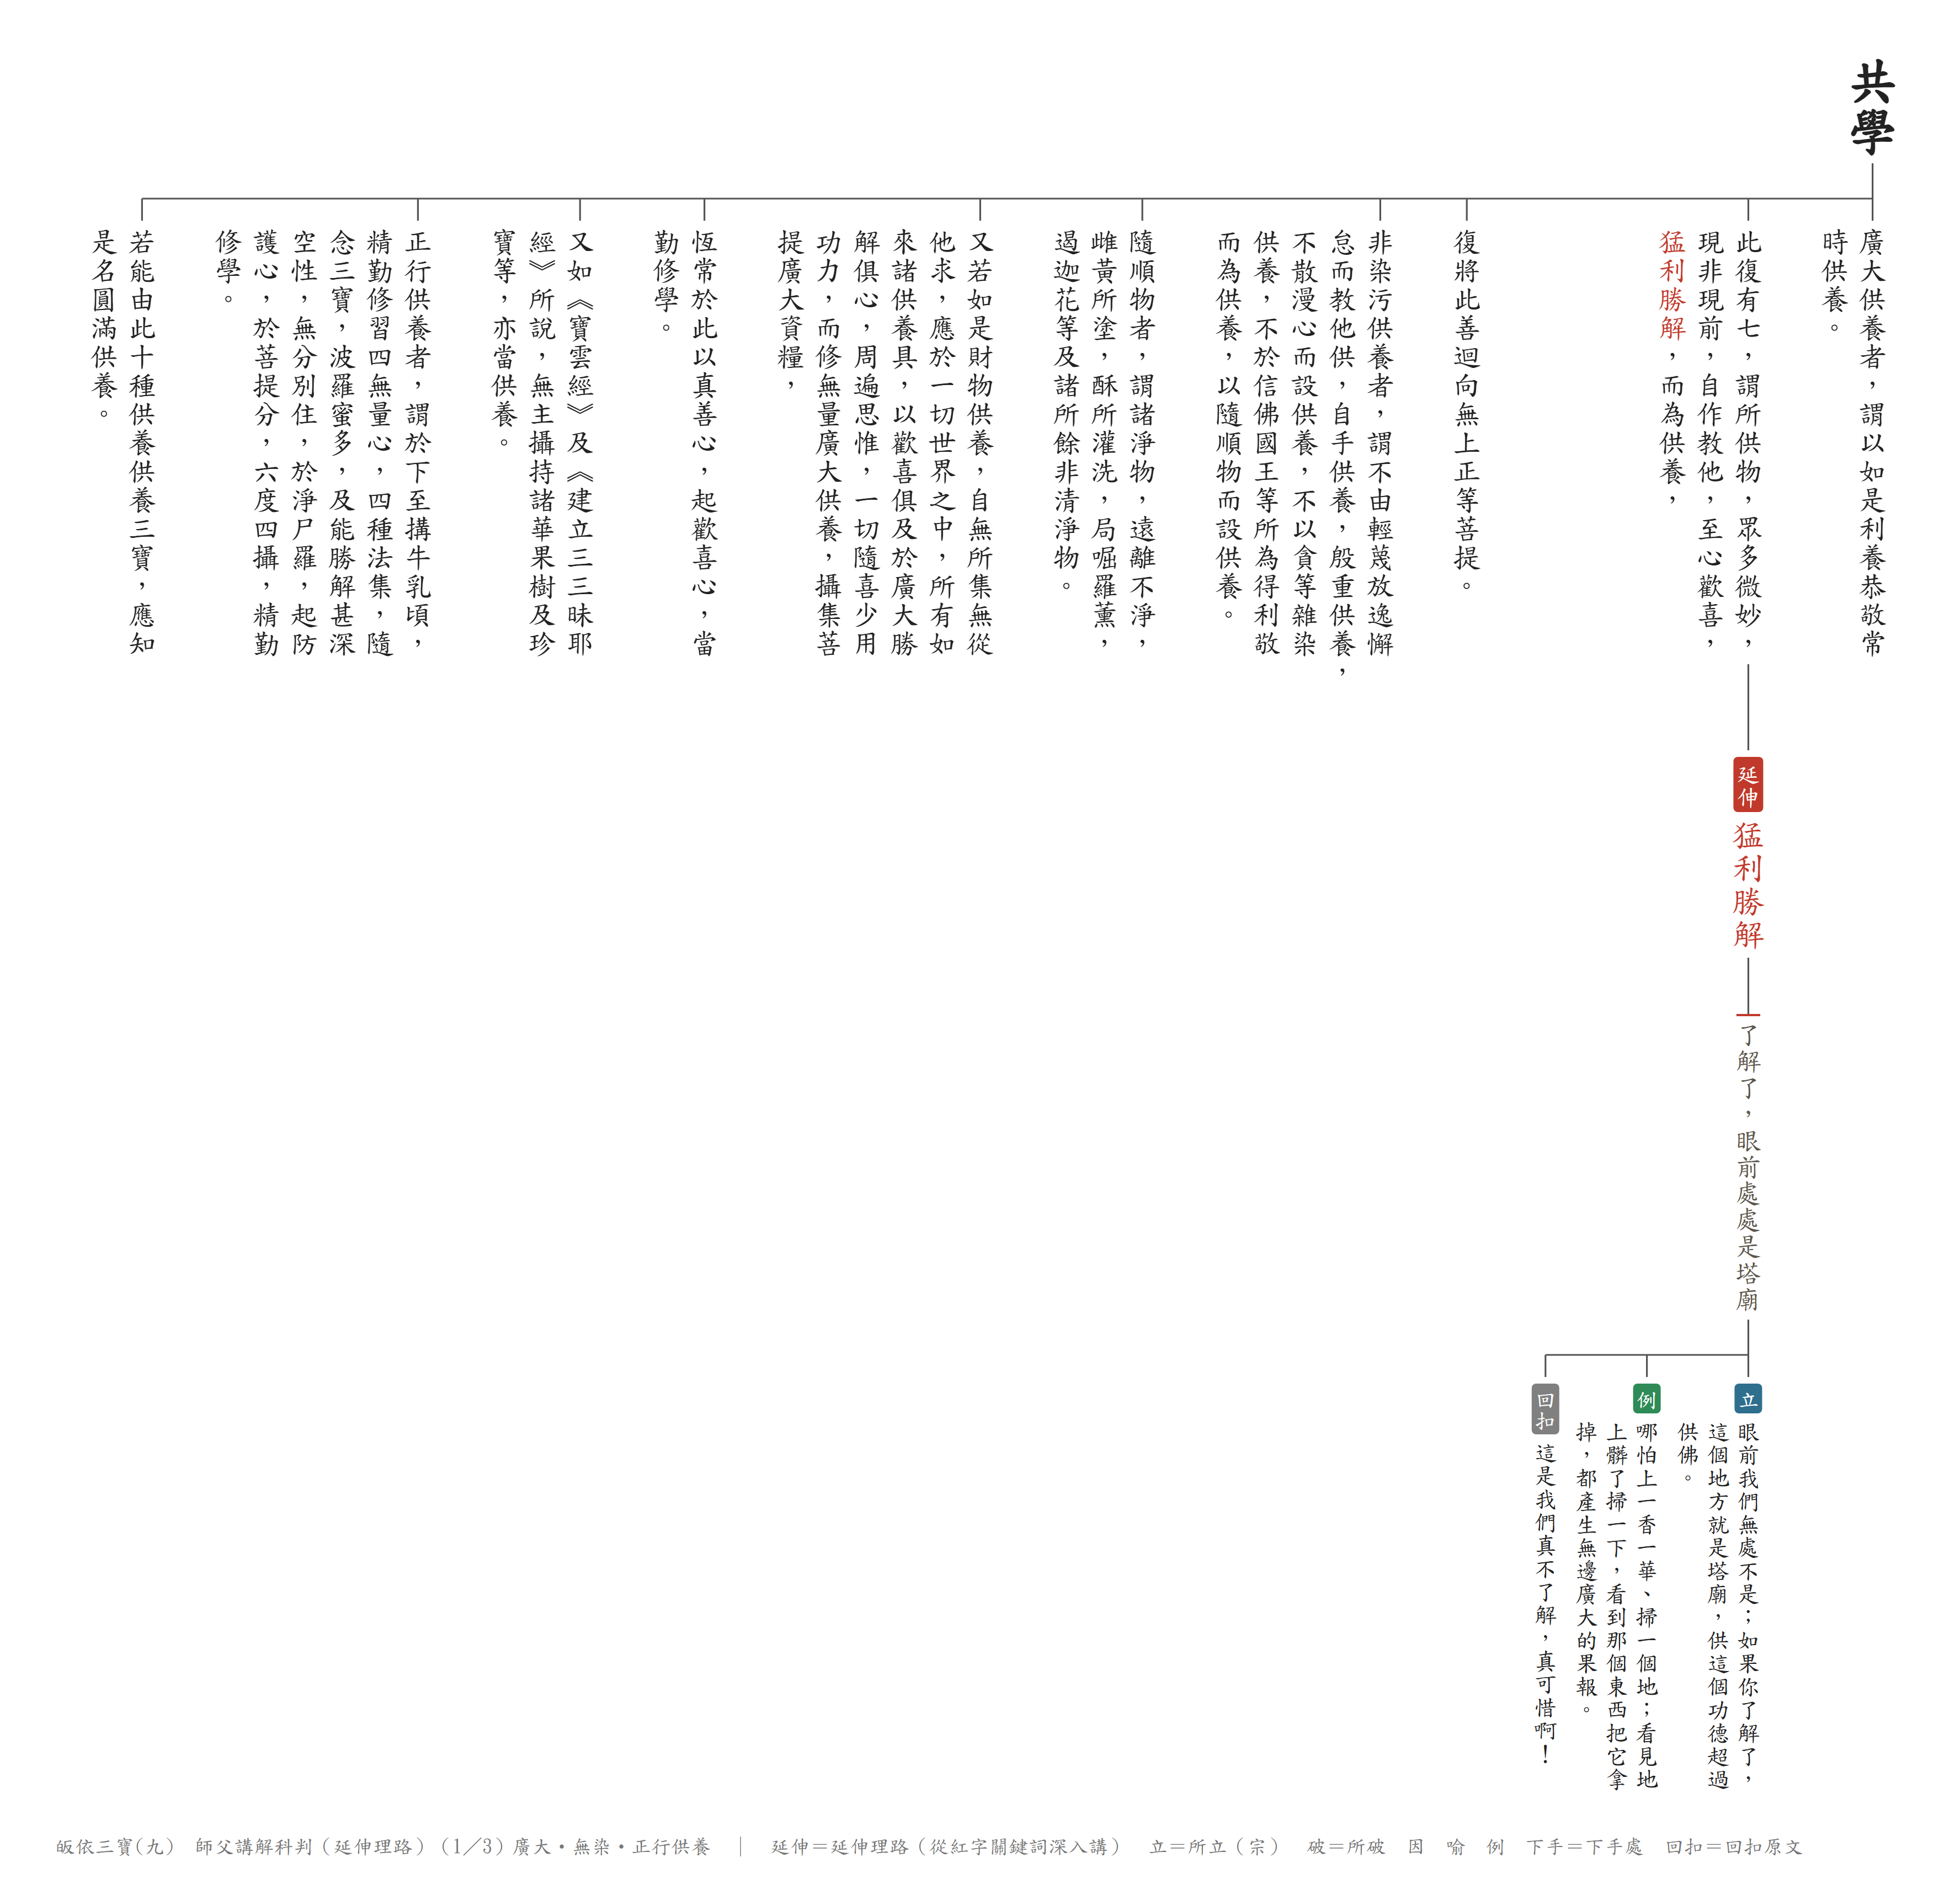 共學
廣大供養者，謂以如是利養恭敬常
時供養。
此復有七，謂所供物，眾多微妙，
現非現前，自作教他，至心歡喜，
猛利勝解，而為供養，
延伸
猛利勝解
了解了，眼前處處是塔廟
立
眼前我們無處不是；如果你了解了，
這個地方就是塔廟，供這個功德超過
供佛。
例
哪怕上一香一華、掃一個地；看見地
上髒了掃一下，看到那個東西把它拿
掉，都產生無邊廣大的果報。
回扣
這是我們真不了解，真可惜啊！
復將此善迴向無上正等菩提。
非染污供養者，謂不由輕蔑放逸懈
怠而教他供，自手供養，殷重供養，
不散漫心而設供養，不以貪等雜染
供養，不於信佛國王等所為得利敬
而為供養，以隨順物而設供養。
隨順物者，謂諸淨物，遠離不淨，
雌黃所塗，酥所灌洗，局崛羅薰，
遏迦花等及諸所餘非清淨物。
又若如是財物供養，自無所集無從
他求，應於一切世界之中，所有如
來諸供養具，以歡喜俱及於廣大勝
解俱心，周遍思惟，一切隨喜少用
功力，而修無量廣大供養，攝集菩
提廣大資糧，
恆常於此以真善心，起歡喜心，當
勤修學。
又如《寶雲經》及《建立三三昧耶
經》所說，無主攝持諸華果樹及珍
寶等，亦當供養。
正行供養者，謂於下至搆牛乳頃，
精勤修習四無量心，四種法集，隨
念三寶，波羅蜜多，及能勝解甚深
空性，無分別住，於淨尸羅，起防
護心，於菩提分，六度四攝，精勤
修學。
若能由此十種供養供養三寶，應知
是名圓滿供養。
皈依三寶(九)　師父講解科判（延伸理路）（1／3）廣大・無染・正行供養　｜　延伸＝延伸理路（從紅字關鍵詞深入講）　立＝所立（宗）　破＝所破　因　喻　例　下手＝下手處　回扣＝回扣原文